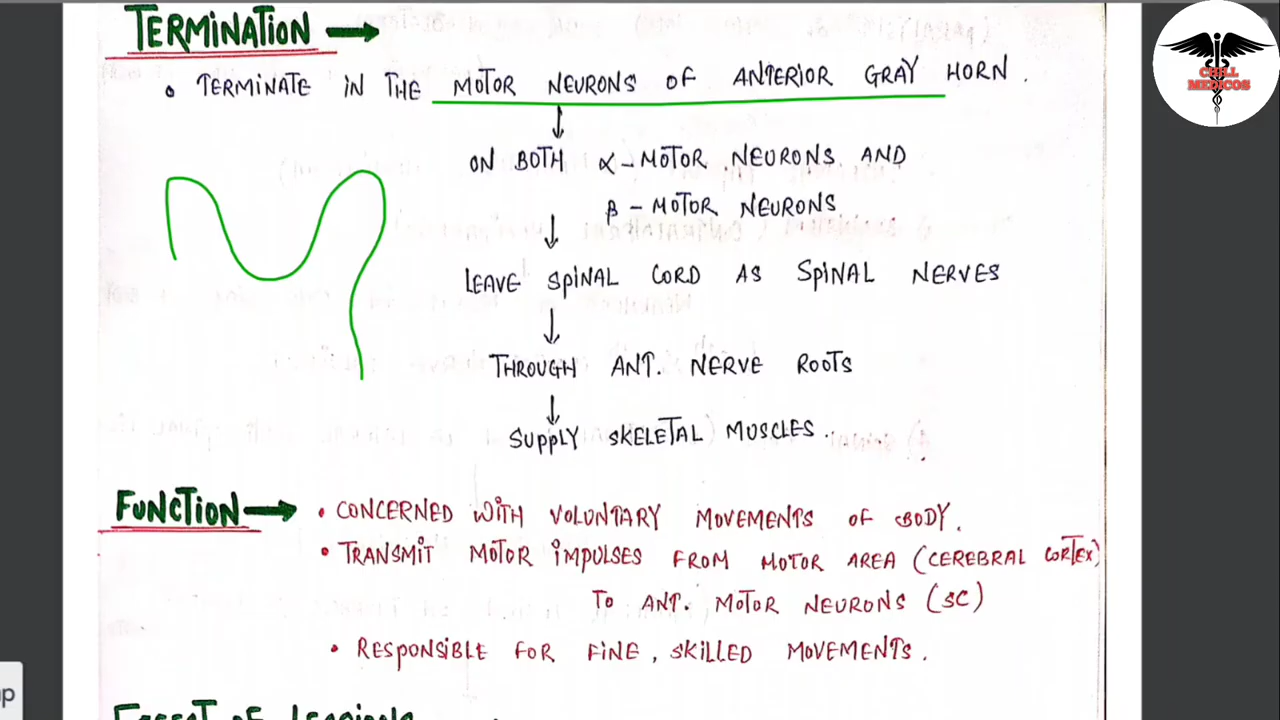 TERMINATION →
• TERMINATE IN THE MOTOR NEURONS OF ANTERIOR GRAY HORN.
↓
ON BOTH α-MOTOR NEURONS AND
β - MOTOR NEURONS
↓
LEAVE SPINAL CORD AS SPINAL NERVES
↓
THROUGH ANT. NERVE ROOTS
↓
SUPPLY SKELETAL MUSCLES.
FUNCTION → • CONCERNED WITH VOLUNTARY MOVEMENTS OF BODY.
• TRANSMIT MOTOR IMPULSES FROM MOTOR AREA (CEREBRAL CORTEX)
TO ANT. MOTOR NEURONS (SC)
• RESPONSIBLE FOR FINE, SKILLED MOVEMENTS.
CHILL
MEDICOS